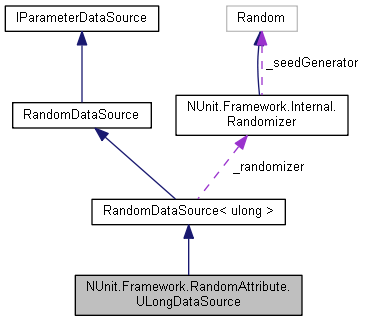 IParameterDataSource
Random
_seedGenerator
RandomDataSource
NUnit.Framework.Internal.
Randomizer
_randomizer
RandomDataSource< ulong >
NUnit.Framework.RandomAttribute.
ULongDataSource